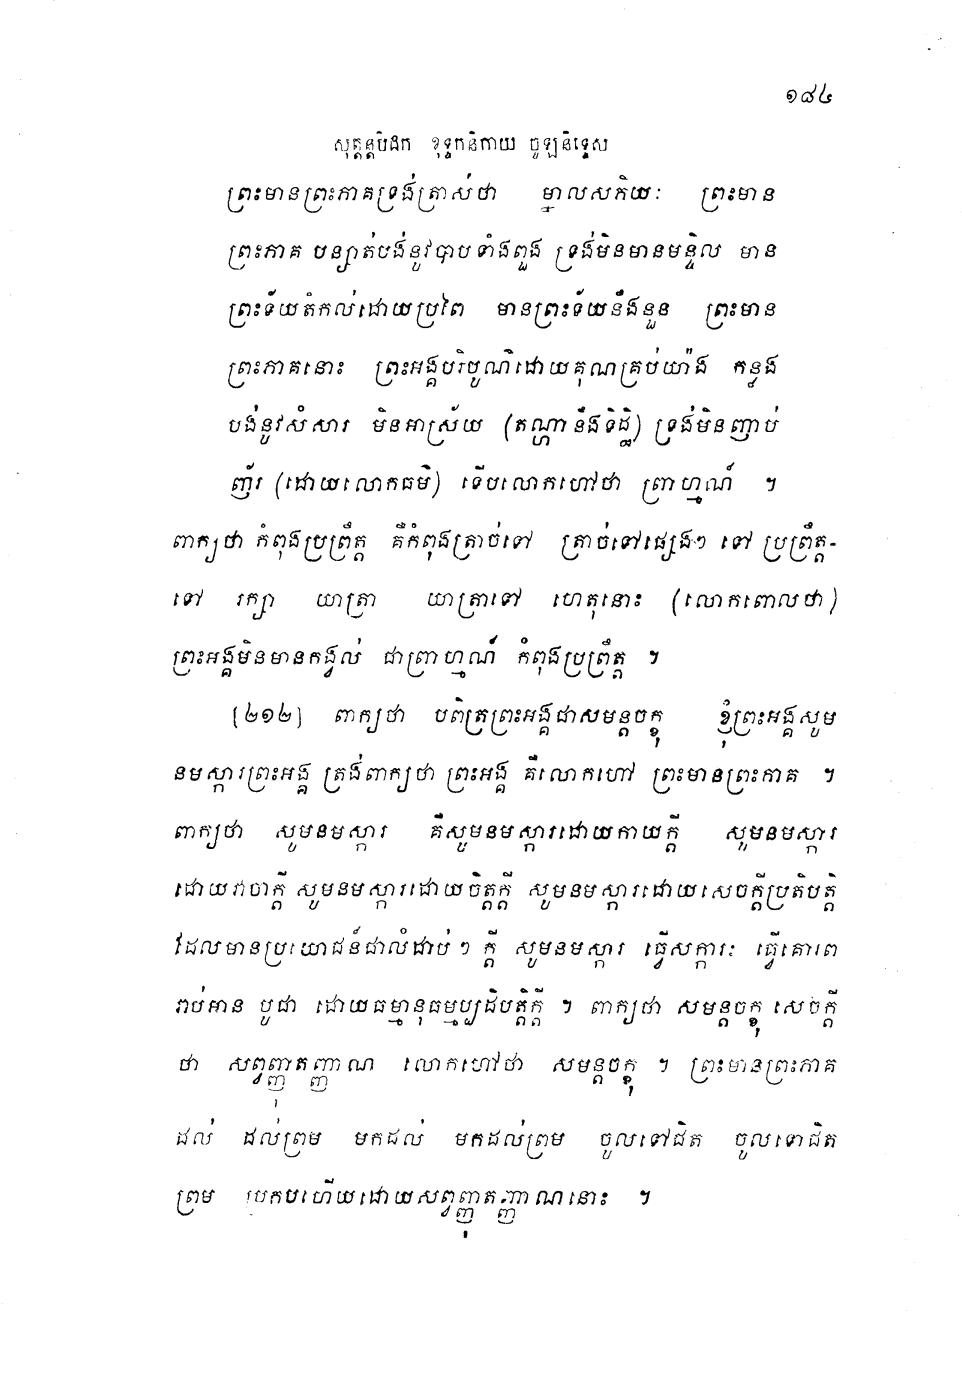 ១៨៤
សុត្តន្តបិដក ខុទ្ទកនិកាយ ចូឡនិទ្ទេស
ព្រះមានព្រះភាគទ្រង់ត្រាស់ថា ម្នាលសភិយៈ ព្រះមាន
ព្រះភាគ បន្សាត់បង់នូវបាបទាំងពួង ទ្រង់មិនមានមន្ទិល មាន
ព្រះទ័យតំកល់ដោយប្រពៃ មានព្រះទ័យនឹងនួន ព្រះមាន
ព្រះភាគនោះ ព្រះអង្គបរិបូណ៌ដោយគុណគ្រប់យ៉ាង កន្លង
បង់នូវសំសារ មិនអាស្រ័យ (តណ្ហានឹងទិដ្ឋិ) ទ្រង់មិនញាប់
ញ័រ (ដោយលោកធម៌) ទើបលោកហៅថា ព្រាហ្មណ៍ ។
ពាក្យថា កំពុងប្រព្រឹត្ត គឺកំពុងត្រាច់ទៅ ត្រាច់ទៅផ្សេងៗ ទៅ ប្រព្រឹត្ត-
ទៅ រក្សា យាត្រា យាត្រាទៅ ហេតុនោះ (លោកពោលថា)
ព្រះអង្គមិនមានកង្វល់ ជាព្រាហ្មណ៍ កំពុងប្រព្រឹត្ត ។
[២១២] ពាក្យថា បពិត្រព្រះអង្គជាសមន្តចក្ខុ ខ្ញុំព្រះអង្គសូម
នមស្ការព្រះអង្គ ត្រង់ពាក្យថា ព្រះអង្គ គឺលោកហៅ ព្រះមានព្រះភាគ ។
ពាក្យថា សូមនមស្ការ គឺសូមនមស្ការដោយកាយក្តី សូមនមស្ការ
ដោយវាចាក្តី សូមនមស្ការដោយចិត្តក្តី សូមនមស្ការដោយសេចក្តីប្រតិបត្តិ
ដែលមានប្រយោជន៍ជាលំដាប់ៗ ក្តី សូមនមស្ការ ធ្វើសក្ការៈ ធ្វើគោរព
រាប់អាន បូជា ដោយធម្មានុធម្មប្បដិបត្តិក្តី ។ ពាក្យថា សមន្តចក្ខុ សេចក្តី
ថា សព្វញ្ញុតញ្ញាណ លោកហៅថា សមន្តចក្ខុ ។ ព្រះមានព្រះភាគ
ដល់ ដល់ព្រម មកដល់ មកដល់ព្រម ចូលទៅជិត ចូលទៅជិត
ព្រម ប្រកបហើយដោយសព្វញ្ញុតញ្ញាណនោះ ។